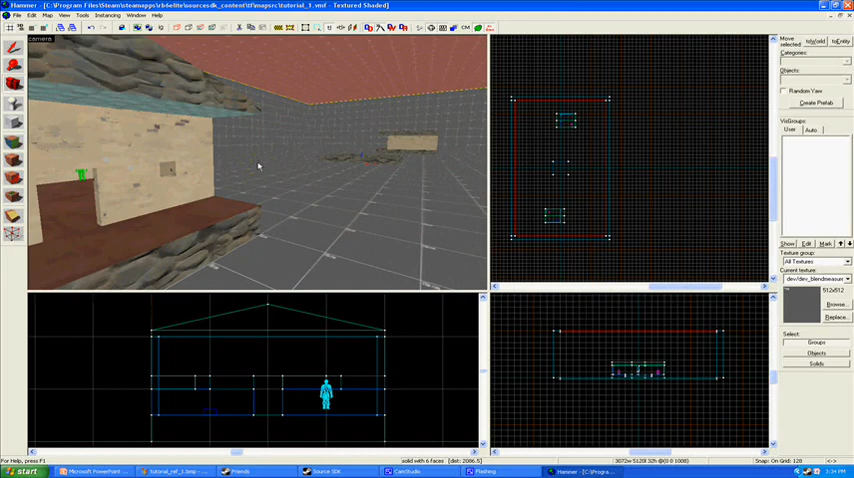 Hammer - [C:\Program Files\Steam\steamapps\rb6elite\sourcesdk_content\tf\mapsrc\tutorial_1.vmf - Textured Shaded]
File Edit Map View Tools Instancing Window Help
camera
Move selected: toWorld toEntity
Categories:
Objects:
Random Yaw
Create Prefab
VisGroups:
User Auto
Show Edit Mark
Texture group:
All Textures
Current texture:
dev/dev_blendmeasur
512x512
Browse...
Replace...
Select:
Groups
Objects
Solids
For Help, press F1
solid with 6 faces [dist: 2086.5]
Snap: On Grid: 128
start
Microsoft PowerPoint ...
tutorial_ref_1.bmp - ...
Friends
Source SDK
CamStudio
Flashing
Hammer - [C:\Progra...
3:34 PM